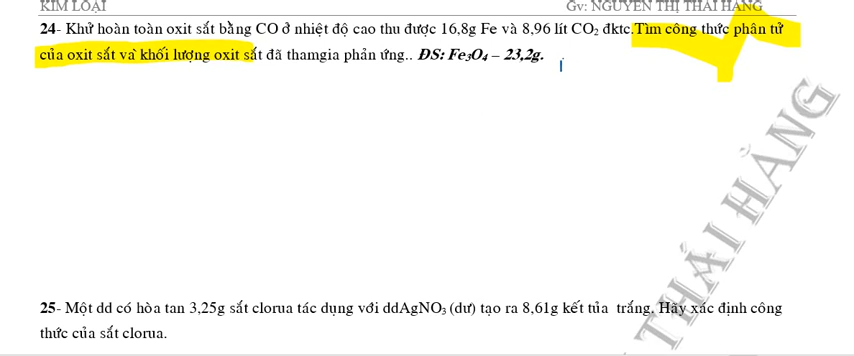 KIM LOẠI Gv: NGUYỄN THỊ THÁI HẰNG
24- Khử hoàn toàn oxit sắt bằng CO ở nhiệt độ cao thu được 16,8g Fe và 8,96 lít CO₂ đktc.Tìm công thức phân tử
của oxit sắt và khối lượng oxit sắt đã thamgia phản ứng.. ĐS: Fe₃O₄ – 23,2g.
THÁI HẰNG
25- Một dd có hòa tan 3,25g sắt clorua tác dụng với ddAgNO₃ (dư) tạo ra 8,61g kết tủa trắng. Hãy xác định công
thức của sắt clorua.